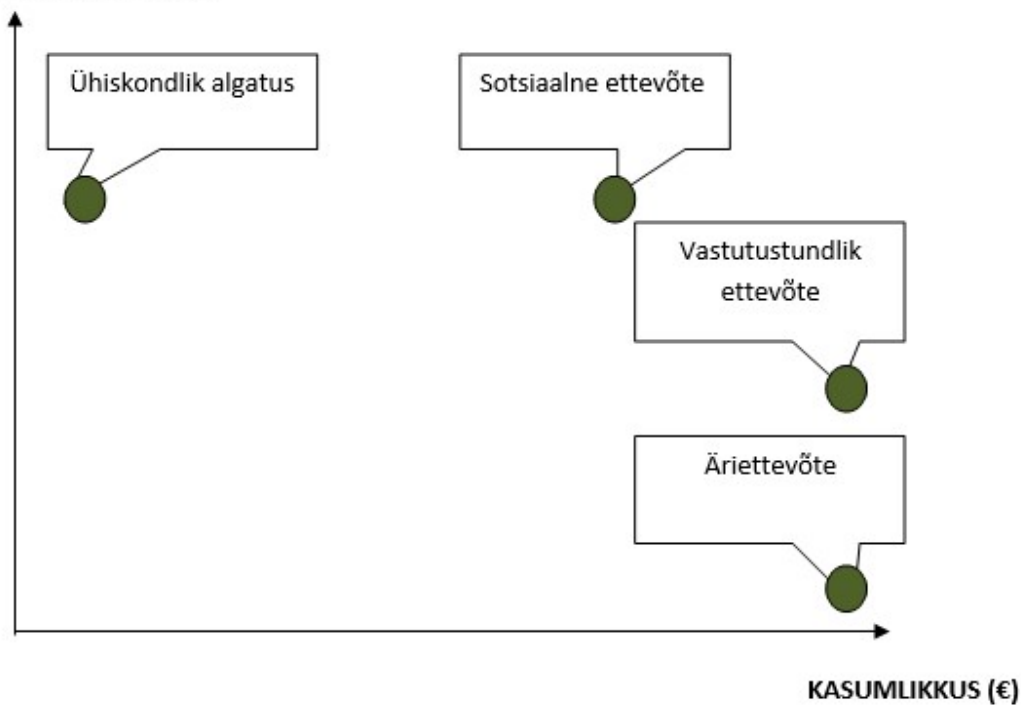 Ühiskondlik algatus
Sotsiaalne ettevõte
Vastutustundlik
ettevõte
Äriettevõte
KASUMLIKKUS (€)